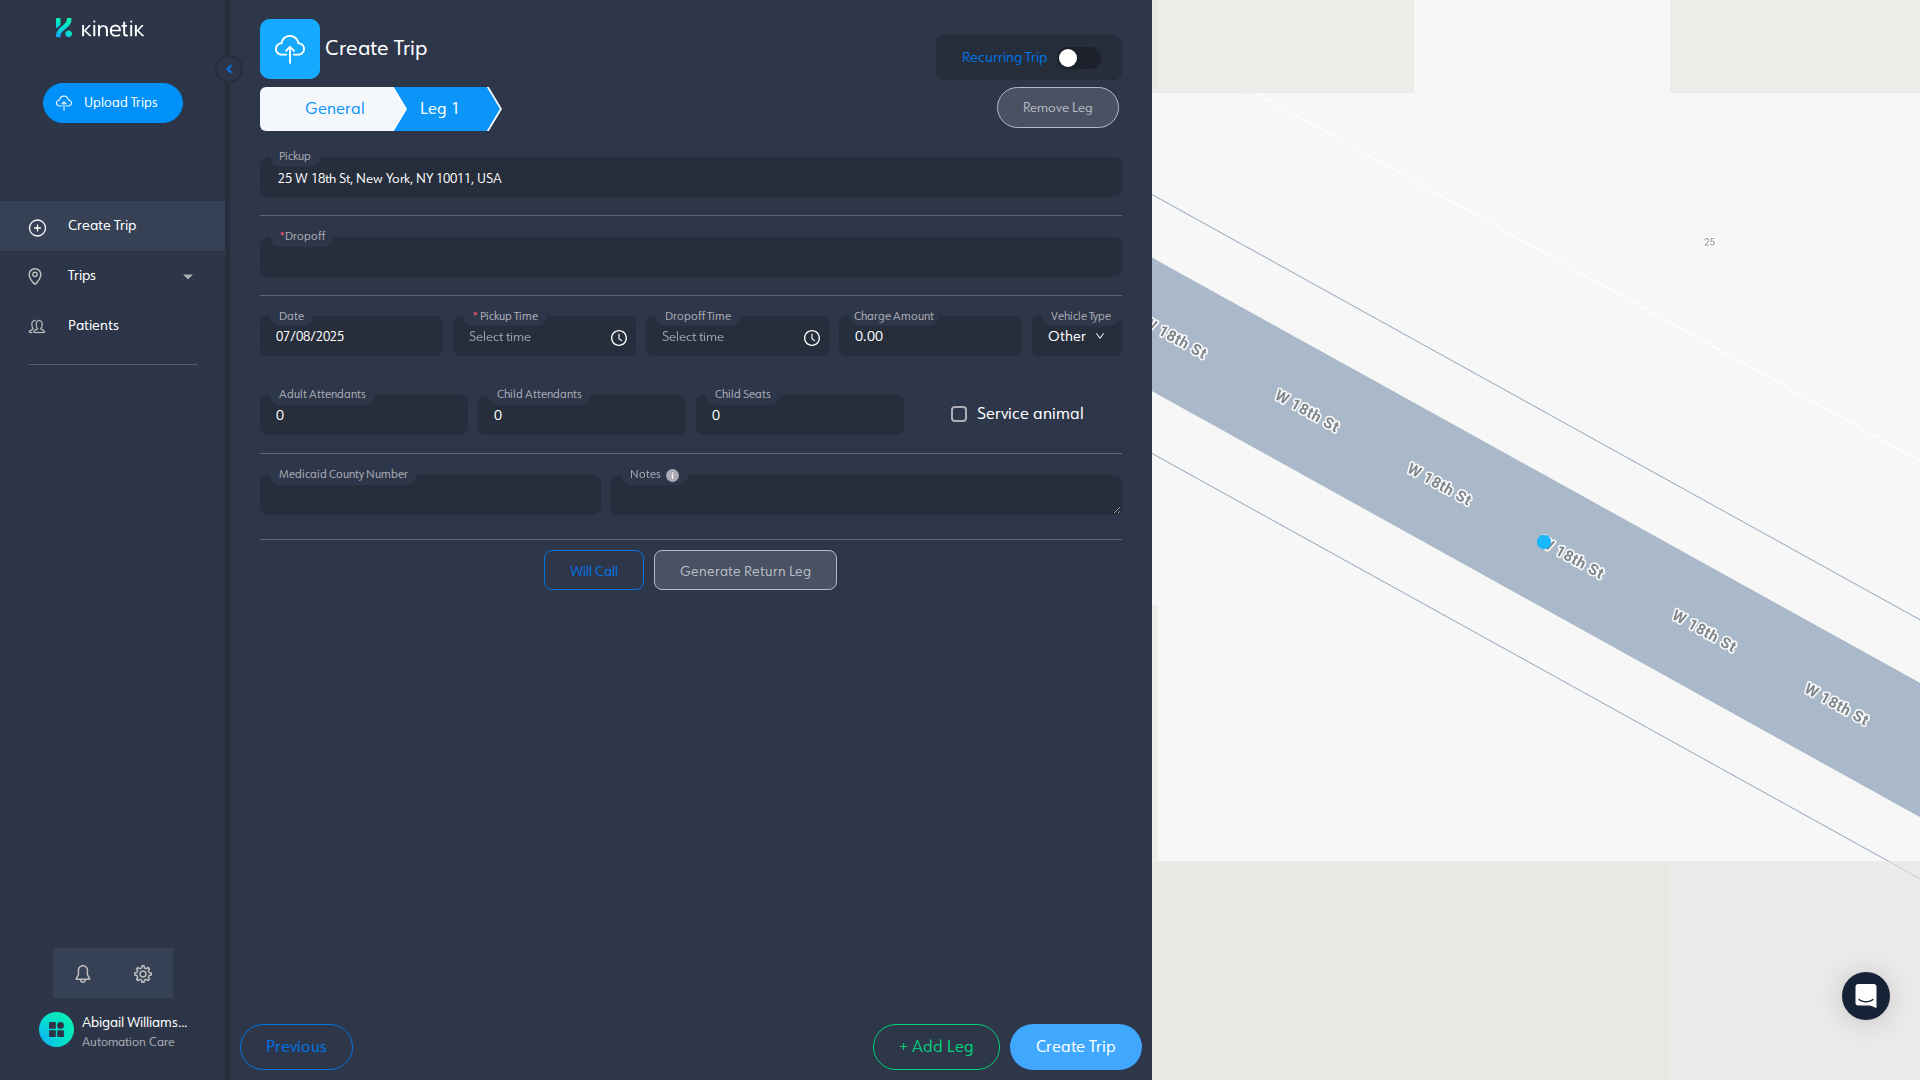 kinetik
Upload Trips
Create Trip
Trips
Patients
Abigail Williams...
Automation Care
Create Trip
Recurring Trip
General
Leg 1
Remove Leg
Pickup
25 W 18th St, New York, NY 10011, USA
*Dropoff
Date
07/08/2025
* Pickup Time
Select time
Dropoff Time
Select time
Charge Amount
0.00
Vehicle Type
Other
Adult Attendants
0
Child Attendants
0
Child Seats
0
Service animal
Medicaid County Number
Notes
Will Call
Generate Return Leg
Previous
+ Add Leg
Create Trip
25
W 18th St
W 18th St
W 18th St
W 18th St
W 18th St
W 18th St